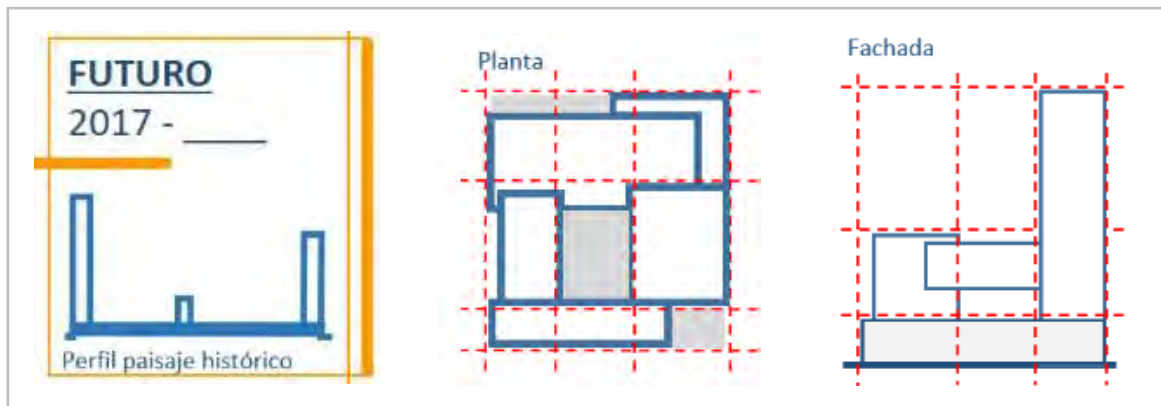 FUTURO
2017 - ____
Perfil paisaje histórico
Planta
Fachada